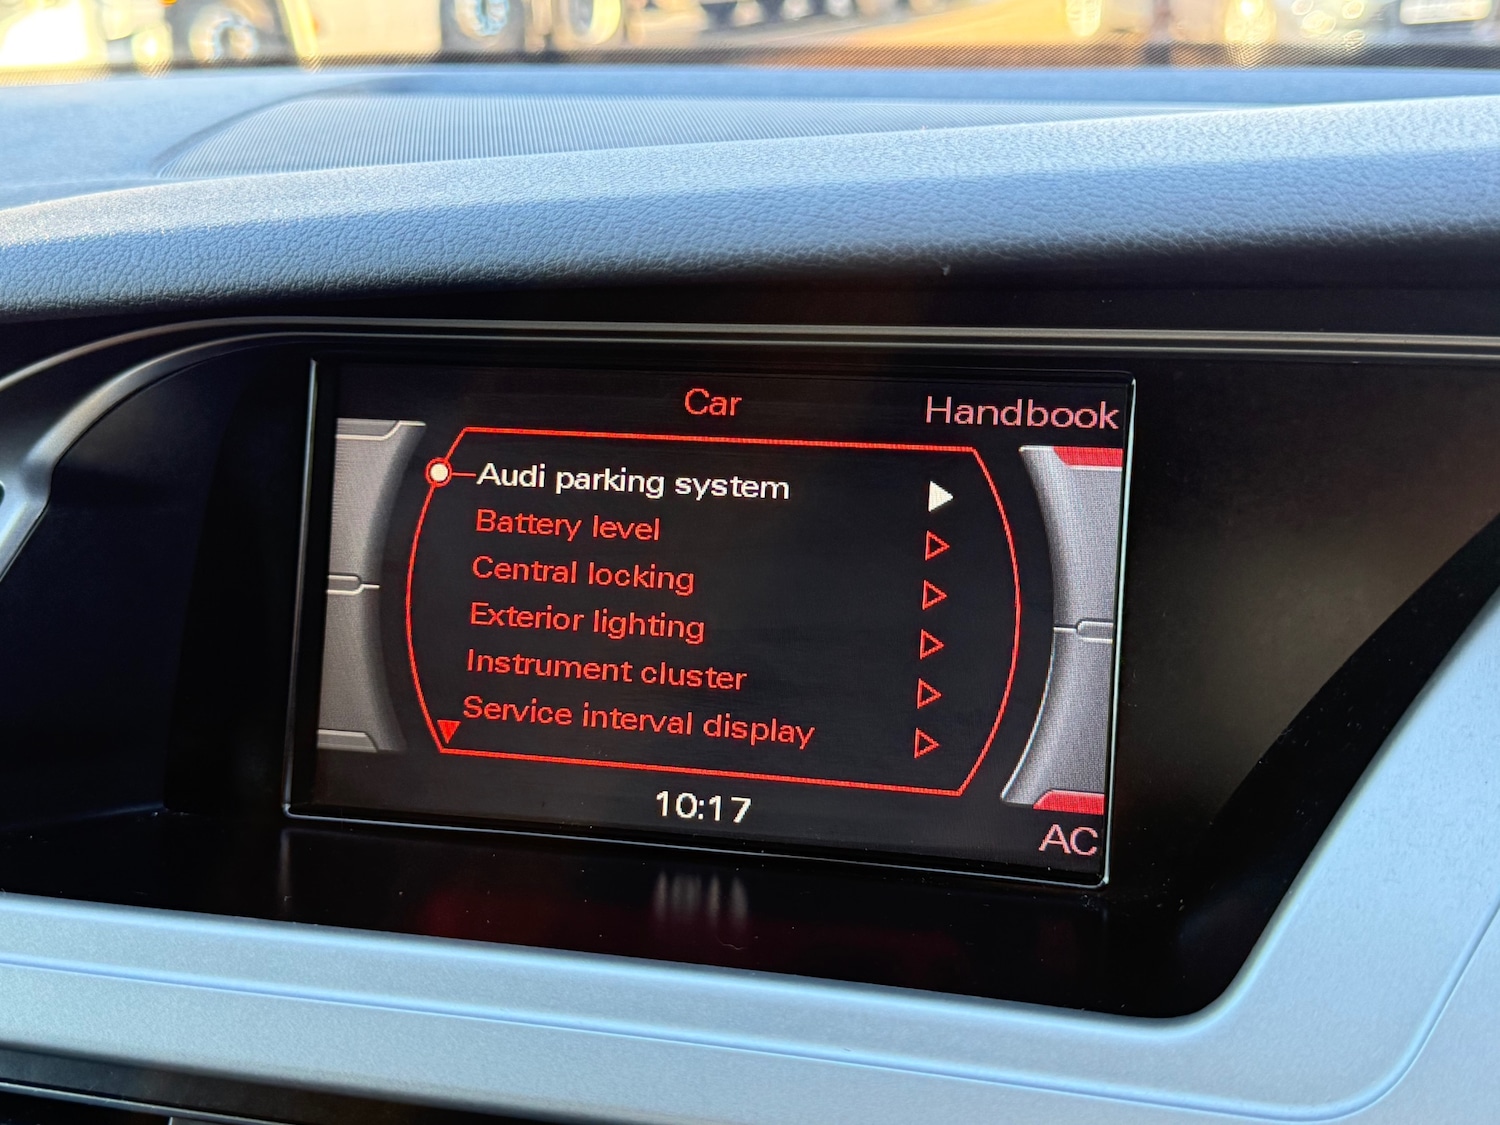 Car
Handbook
Audi parking system
Battery level
Central locking
Exterior lighting
Instrument cluster
Service interval display
10:17
AC